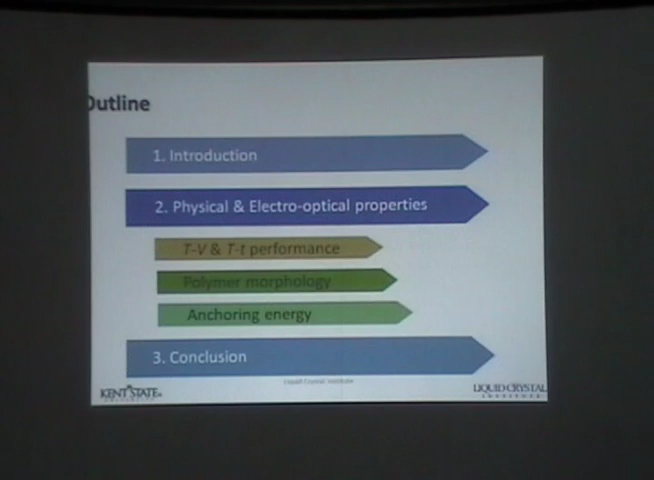 Outline
1. Introduction
2. Physical & Electro-optical properties
T-V & T-t performance
Polymer morphology
Anchoring energy
3. Conclusion
Liquid Crystal Institute
KENT STATE
LIQUID CRYSTAL
INSTITUTE